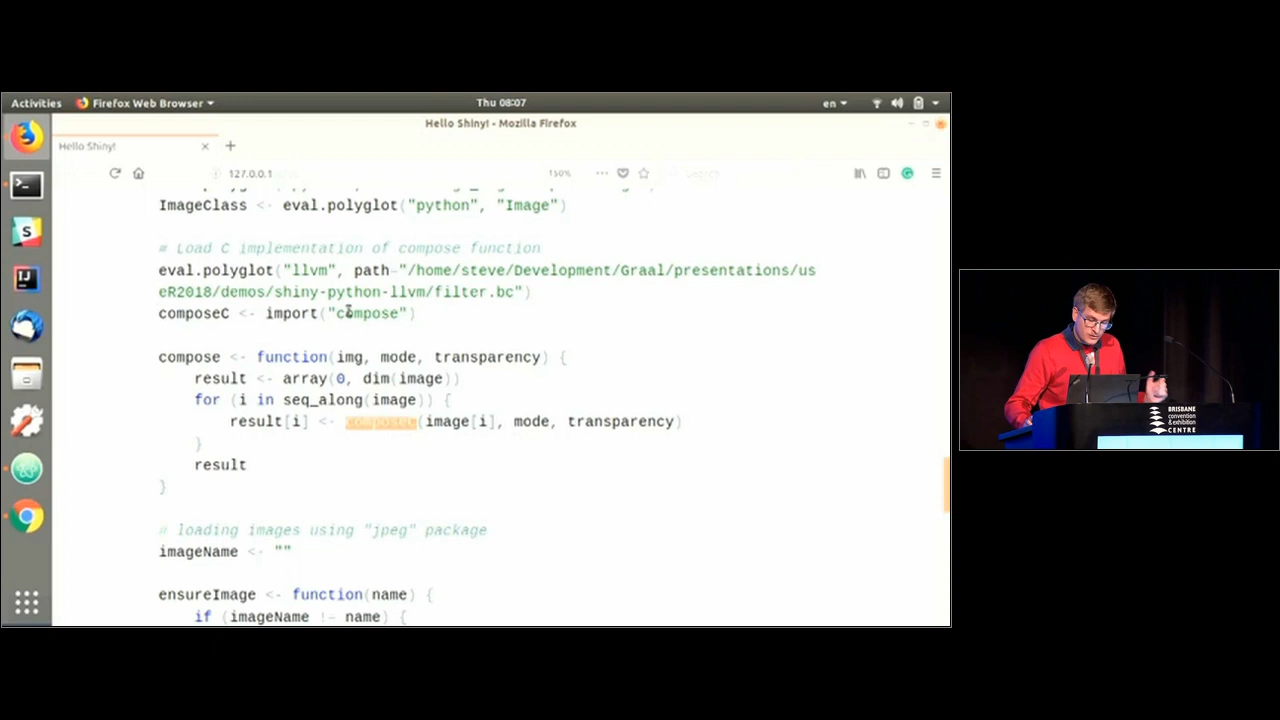 Activities Firefox Web Browser Thu 08:07 en
Hello Shiny! - Mozilla Firefox
Hello Shiny!
127.0.0.1 150% Search
ImageClass <- eval.polyglot("python", "Image")
# Load C implementation of compose function
eval.polyglot("llvm", path="/home/steve/Development/Graal/presentations/us
eR2018/demos/shiny-python-llvm/filter.bc")
composeC <- import("compose")
compose <- function(img, mode, transparency) {
result <- array(0, dim(image))
for (i in seq_along(image)) {
result[i] <- composeC(image[i], mode, transparency)
}
result
}
# loading images using "jpeg" package
imageName <- ""
ensureImage <- function(name) {
if (imageName != name) {
BRISBANE
convention
& exhibition
CENTRE